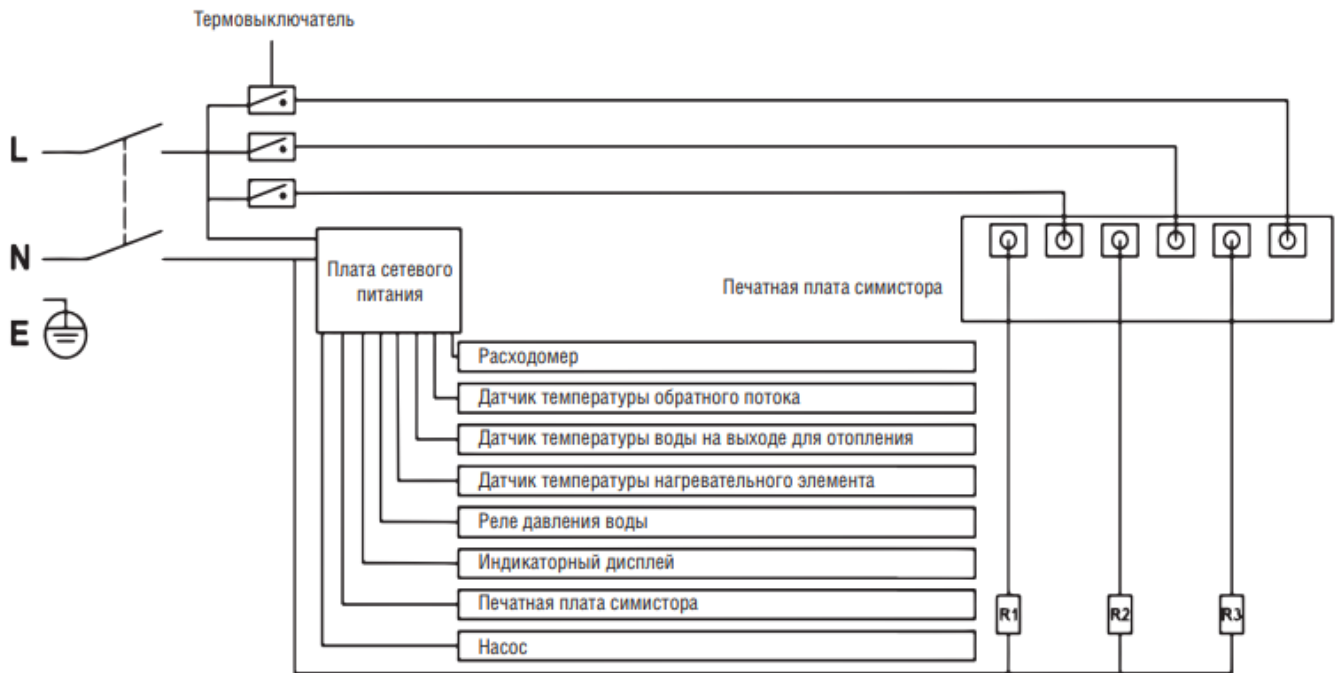 Термовыключатель
L
N
E
Плата сетевого
питания
Печатная плата симистора
Расходомер
Датчик температуры обратного потока
Датчик температуры воды на выходе для отопления
Датчик температуры нагревательного элемента
Реле давления воды
Индикаторный дисплей
Печатная плата симистора
Насос
R1
R2
R3